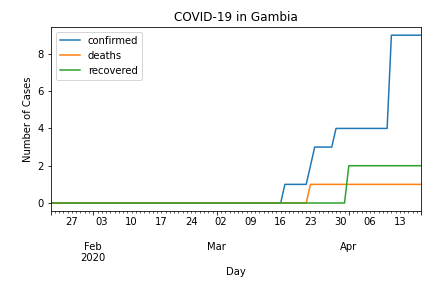 COVID-19 in Gambia
confirmed
deaths
recovered
Number of Cases
8
6
4
2
0
27 03 10 17 24 02 09 16 23 30 06 13
Feb Mar Apr
2020
Day